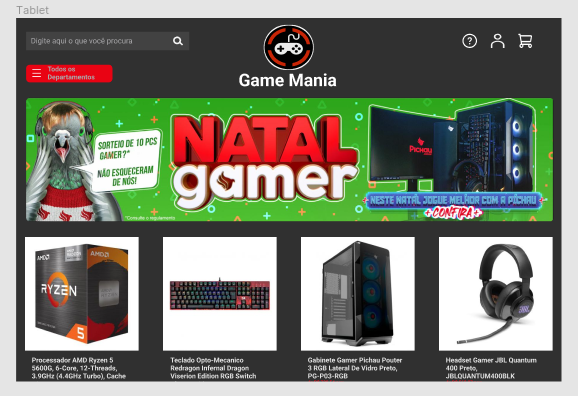 Tablet
Digite aqui o que você procura
Todos os
Departamentos
Game Mania
SORTEIO DE 10 PCS
GAMER?*
NÃO ESQUECERAM
DE NÓS!
*Consulte o regulamento
NATAL
gamer
PICHAU
NESTE NATAL JOGUE MELHOR COM A PICHAU
CONFIRA!
AMD
RYZEN
5
AMD
JBL
Processador AMD Ryzen 5
5600G, 6-Core, 12-Threads,
3.9GHz (4.4GHz Turbo), Cache
Teclado Opto-Mecanico
Redragon Infernal Dragon
Viserion Edition RGB Switch
Gabinete Gamer Pichau Pouter
3 RGB Lateral De Vidro Preto,
PG-P03-RGB
Headset Gamer JBL Quantum
400 Preto,
JBLQUANTUM400BLK